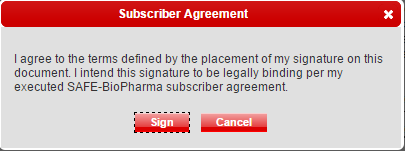 Subscriber Agreement
I agree to the terms defined by the placement of my signature on this
document. I intend this signature to be legally binding per my
executed SAFE-BioPharma subscriber agreement.
Sign Cancel